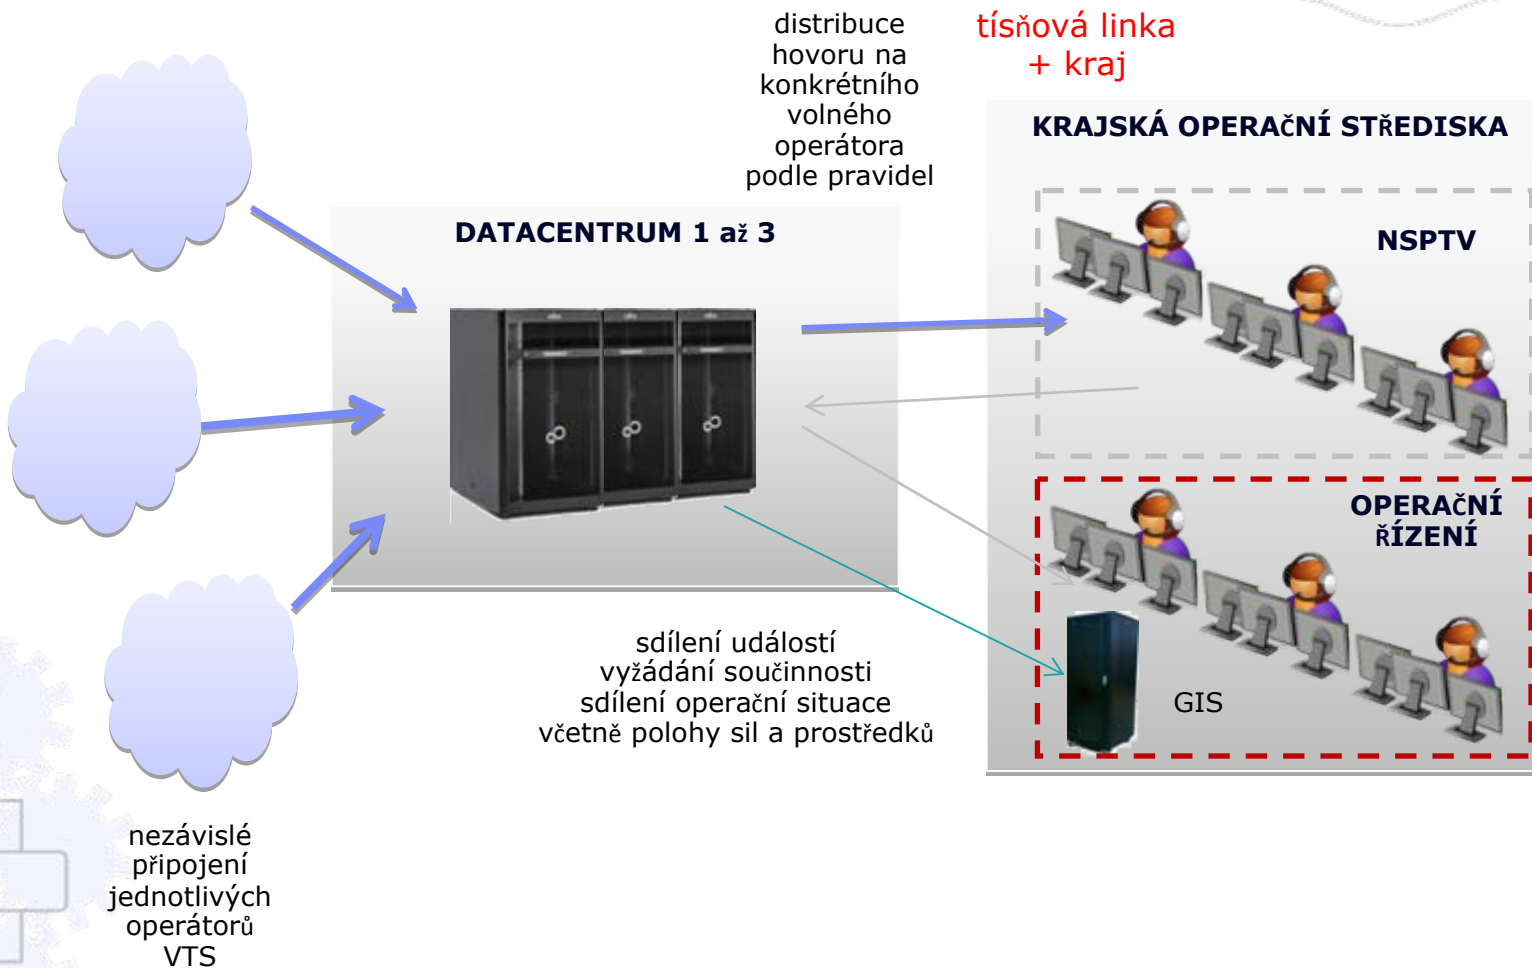 distribuce
hovoru na
konkrétního
volného
operátora
podle pravidel
tísňová linka
+ kraj
KRAJSKÁ OPERAČNÍ STŘEDISKA
DATACENTRUM 1 až 3
NSPTV
OPERAČNÍ
ŘÍZENÍ
GIS
sdílení událostí
vyžádání součinnosti
sdílení operační situace
včetně polohy sil a prostředků
nezávislé
připojení
jednotlivých
operátorů
VTS